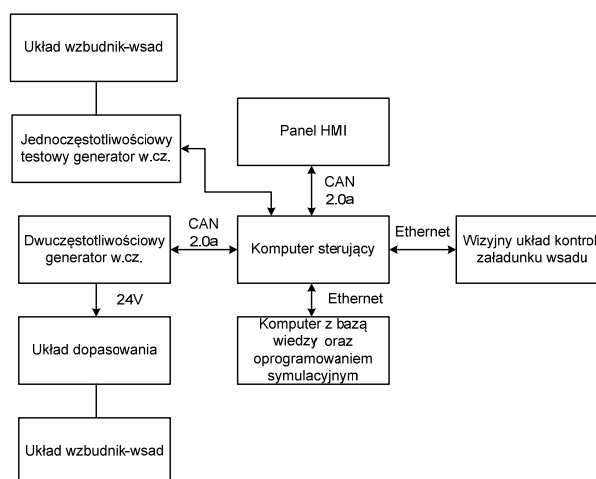 Układ wzbudnik-wsad
Jednoczęstotliwościowy
testowy generator w.cz.
Panel HMI
CAN
2.0a
Dwuczęstotliwościowy
generator w.cz.
CAN
2.0a
Komputer sterujący
Ethernet
Wizyjny układ kontrol
załadunku wsadu
24V
Ethernet
Układ dopasowania
Komputer z bazą
wiedzy oraz
oprogramowaniem
symulacyjnym
Układ wzbudnik-wsad